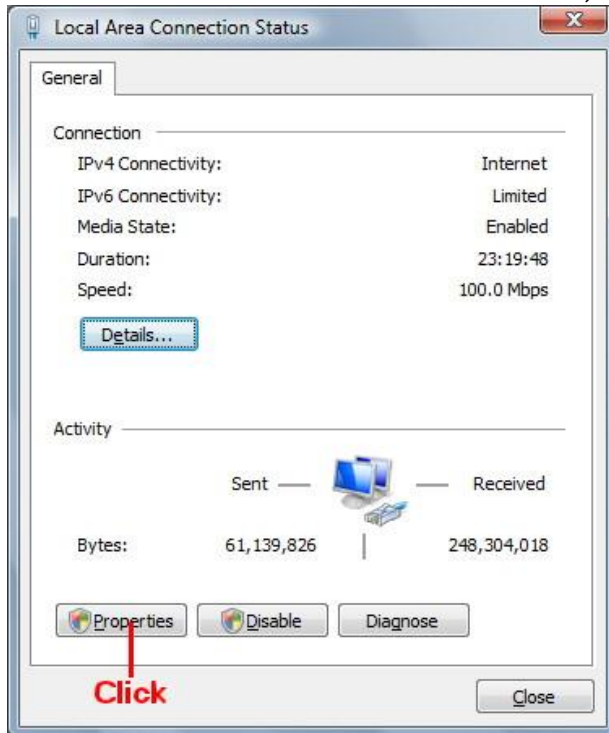 Local Area Connection Status
General
Connection
IPv4 Connectivity: Internet
IPv6 Connectivity: Limited
Media State: Enabled
Duration: 23:19:48
Speed: 100.0 Mbps
Details...
Activity
Sent Received
Bytes: 61,139,826 248,304,018
Properties Disable Diagnose
Click
Close